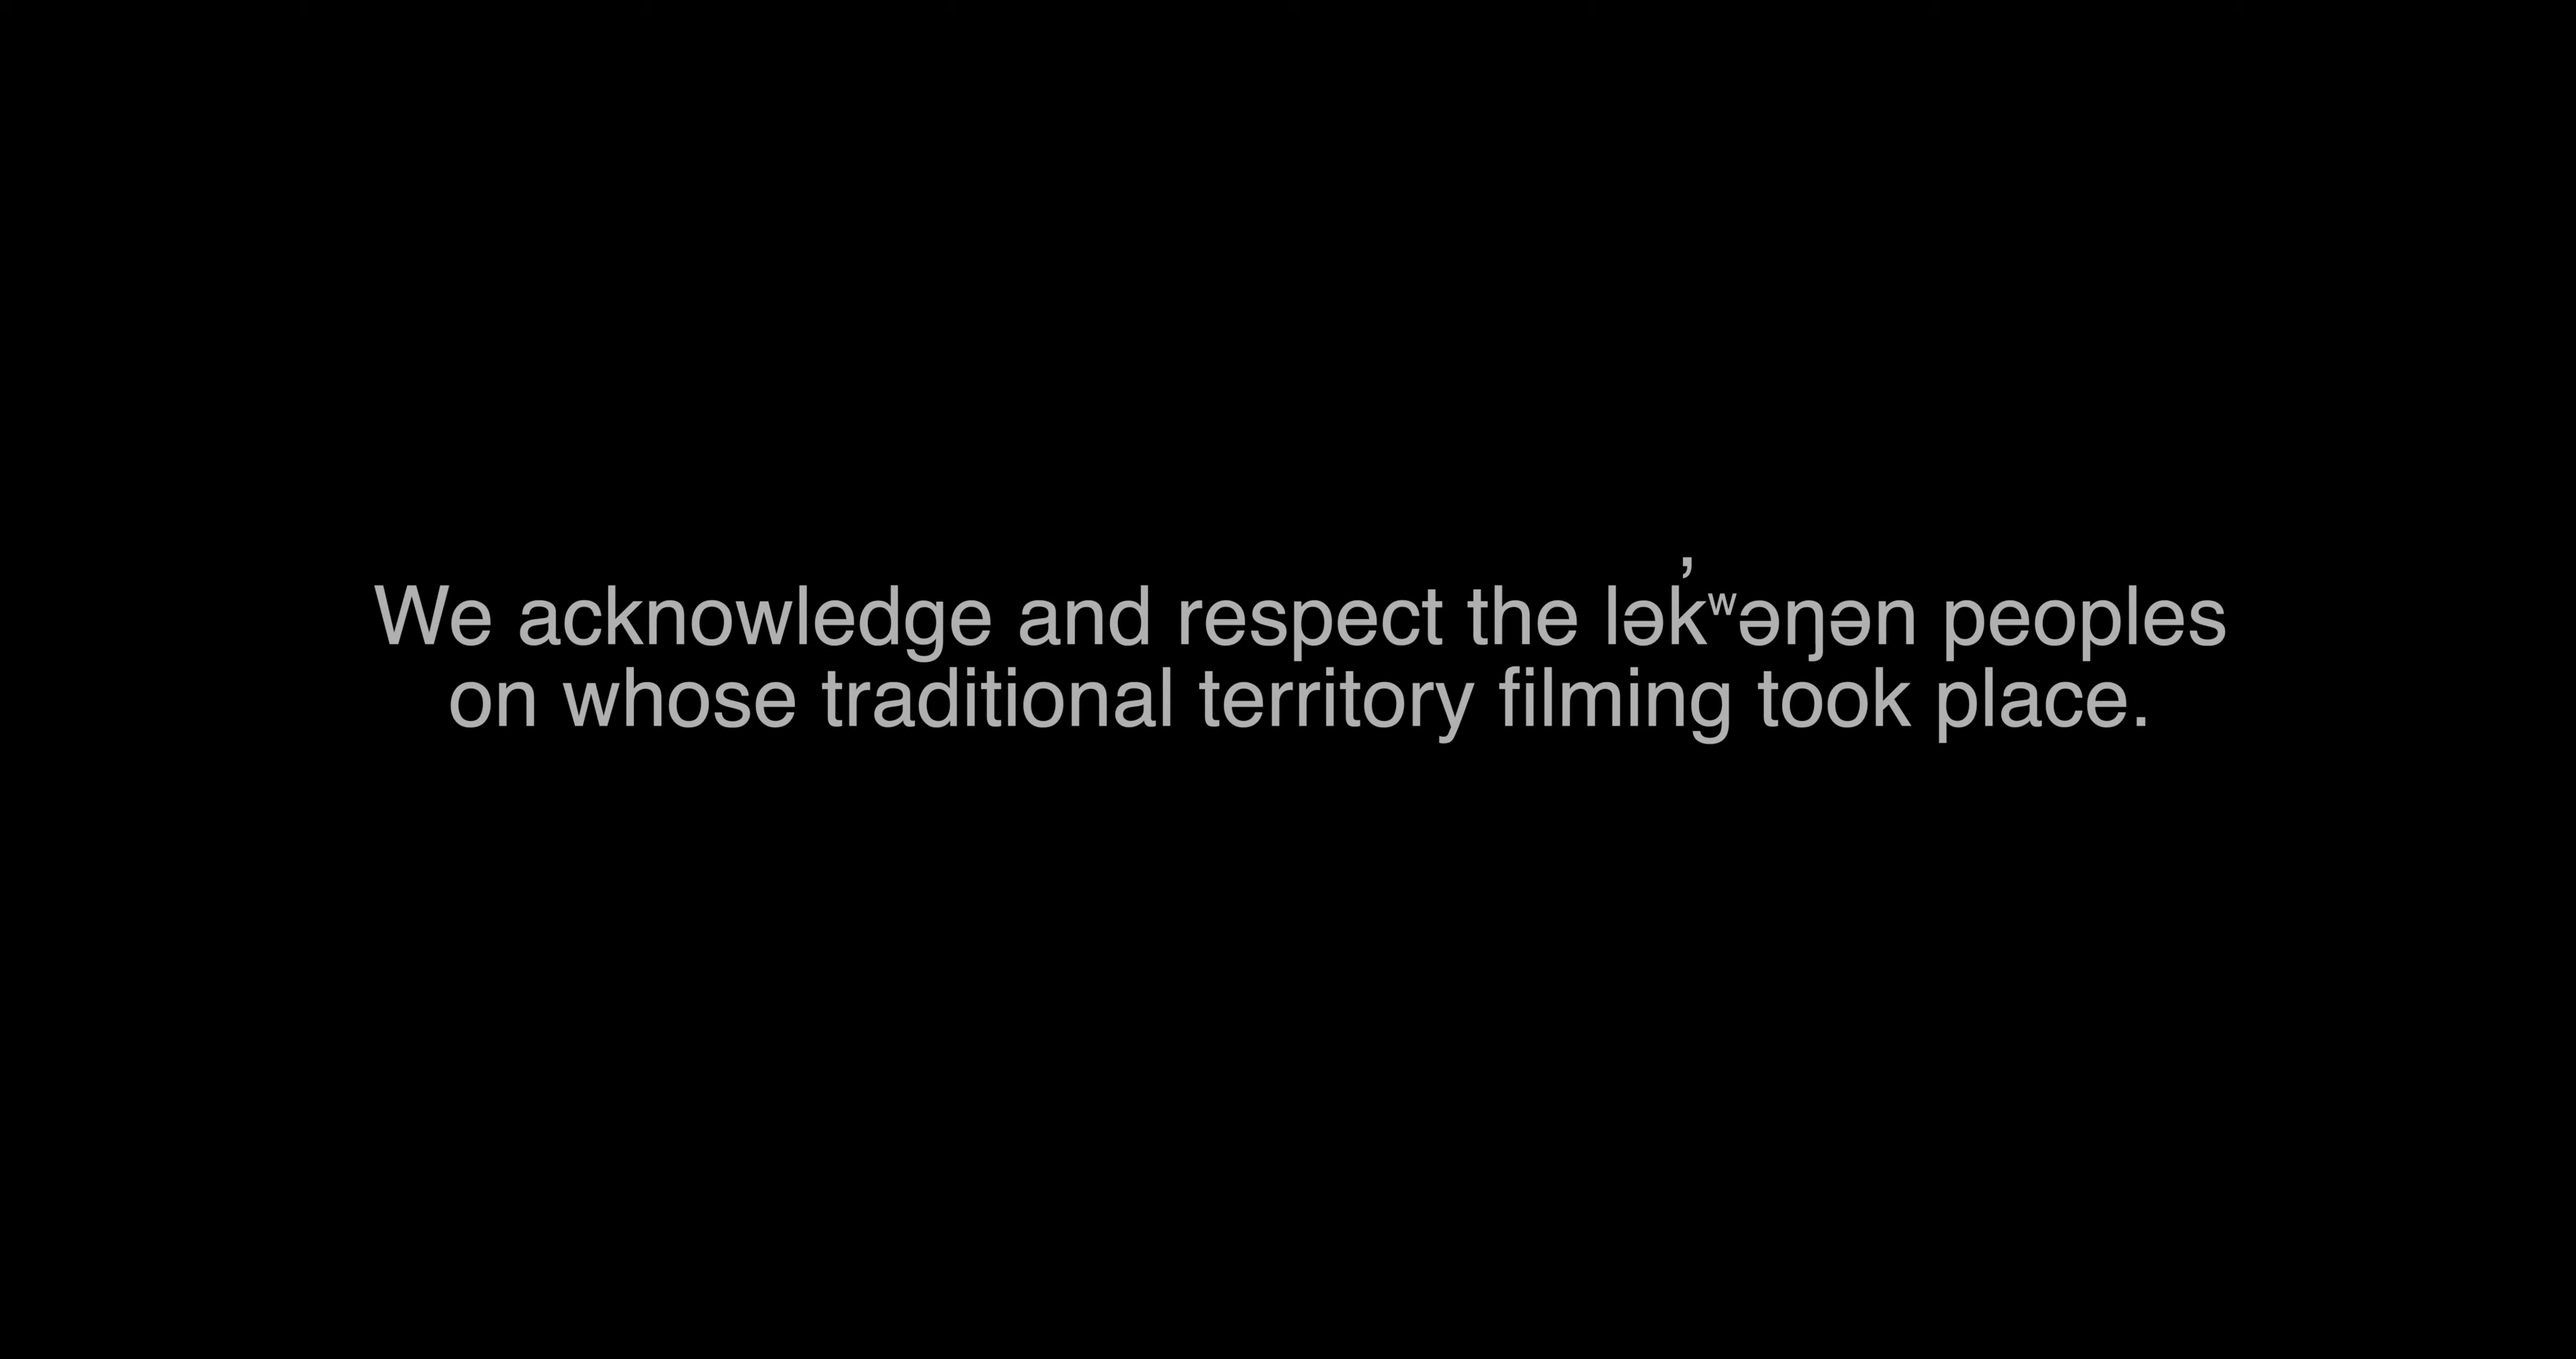 We acknowledge and respect the lək̓ʷəŋən peoples
on whose traditional territory filming took place.